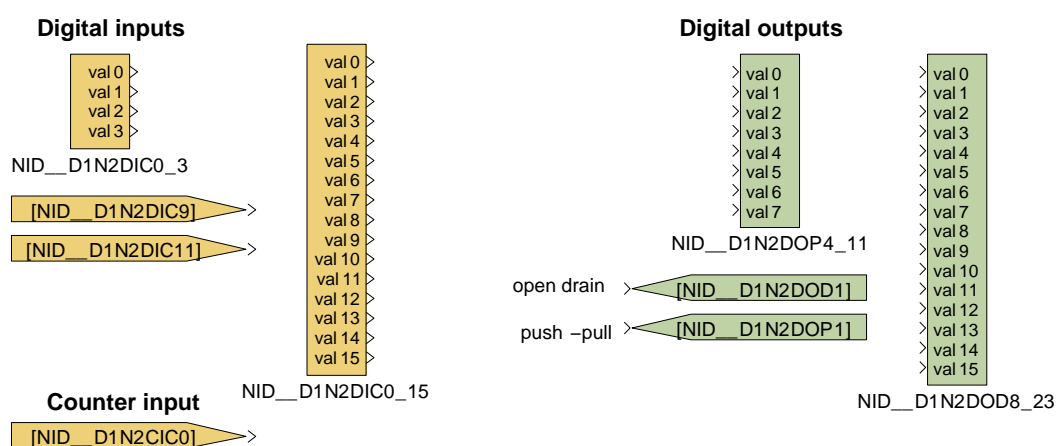 Digital inputs
val 0
val 1
val 2
val 3
NID__D1N2DIC0_3
[NID__D1N2DIC9]
[NID__D1N2DIC11]
val 0
val 1
val 2
val 3
val 4
val 5
val 6
val 7
val 8
val 9
val 10
val 11
val 12
val 13
val 14
val 15
NID__D1N2DIC0_15
Counter input
[NID__D1N2CIC0]
Digital outputs
val 0
val 1
val 2
val 3
val 4
val 5
val 6
val 7
NID__D1N2DOP4_11
open drain
[NID__D1N2DOD1]
push −pull
[NID__D1N2DOP1]
val 0
val 1
val 2
val 3
val 4
val 5
val 6
val 7
val 8
val 9
val 10
val 11
val 12
val 13
val 14
val 15
NID__D1N2DOD8_23